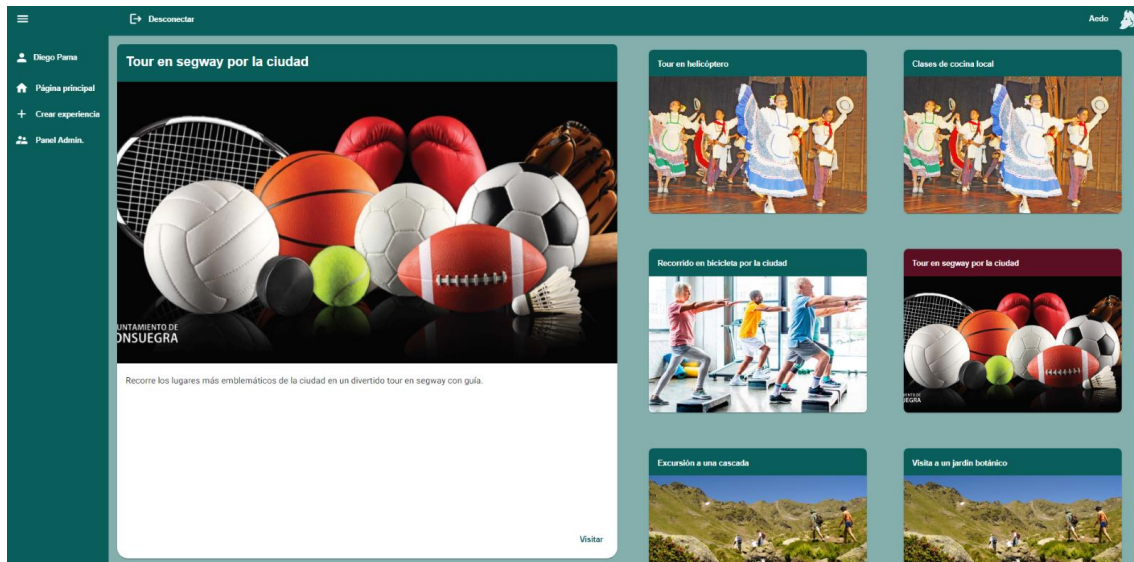 Desconectar
Aedo
Diego Pama
Página principal
Crear experiencia
Panel Admin.
Tour en segway por la ciudad
UNTAMIENTO DE
ONSUEGRA
Recorre los lugares más emblemáticos de la ciudad en un divertido tour en segway con guía.
Visitar
Tour en helicóptero
Clases de cocina local
Recorrido en bicicleta por la ciudad
Tour en segway por la ciudad
Excursión a una cascada
Visita a un jardín botánico